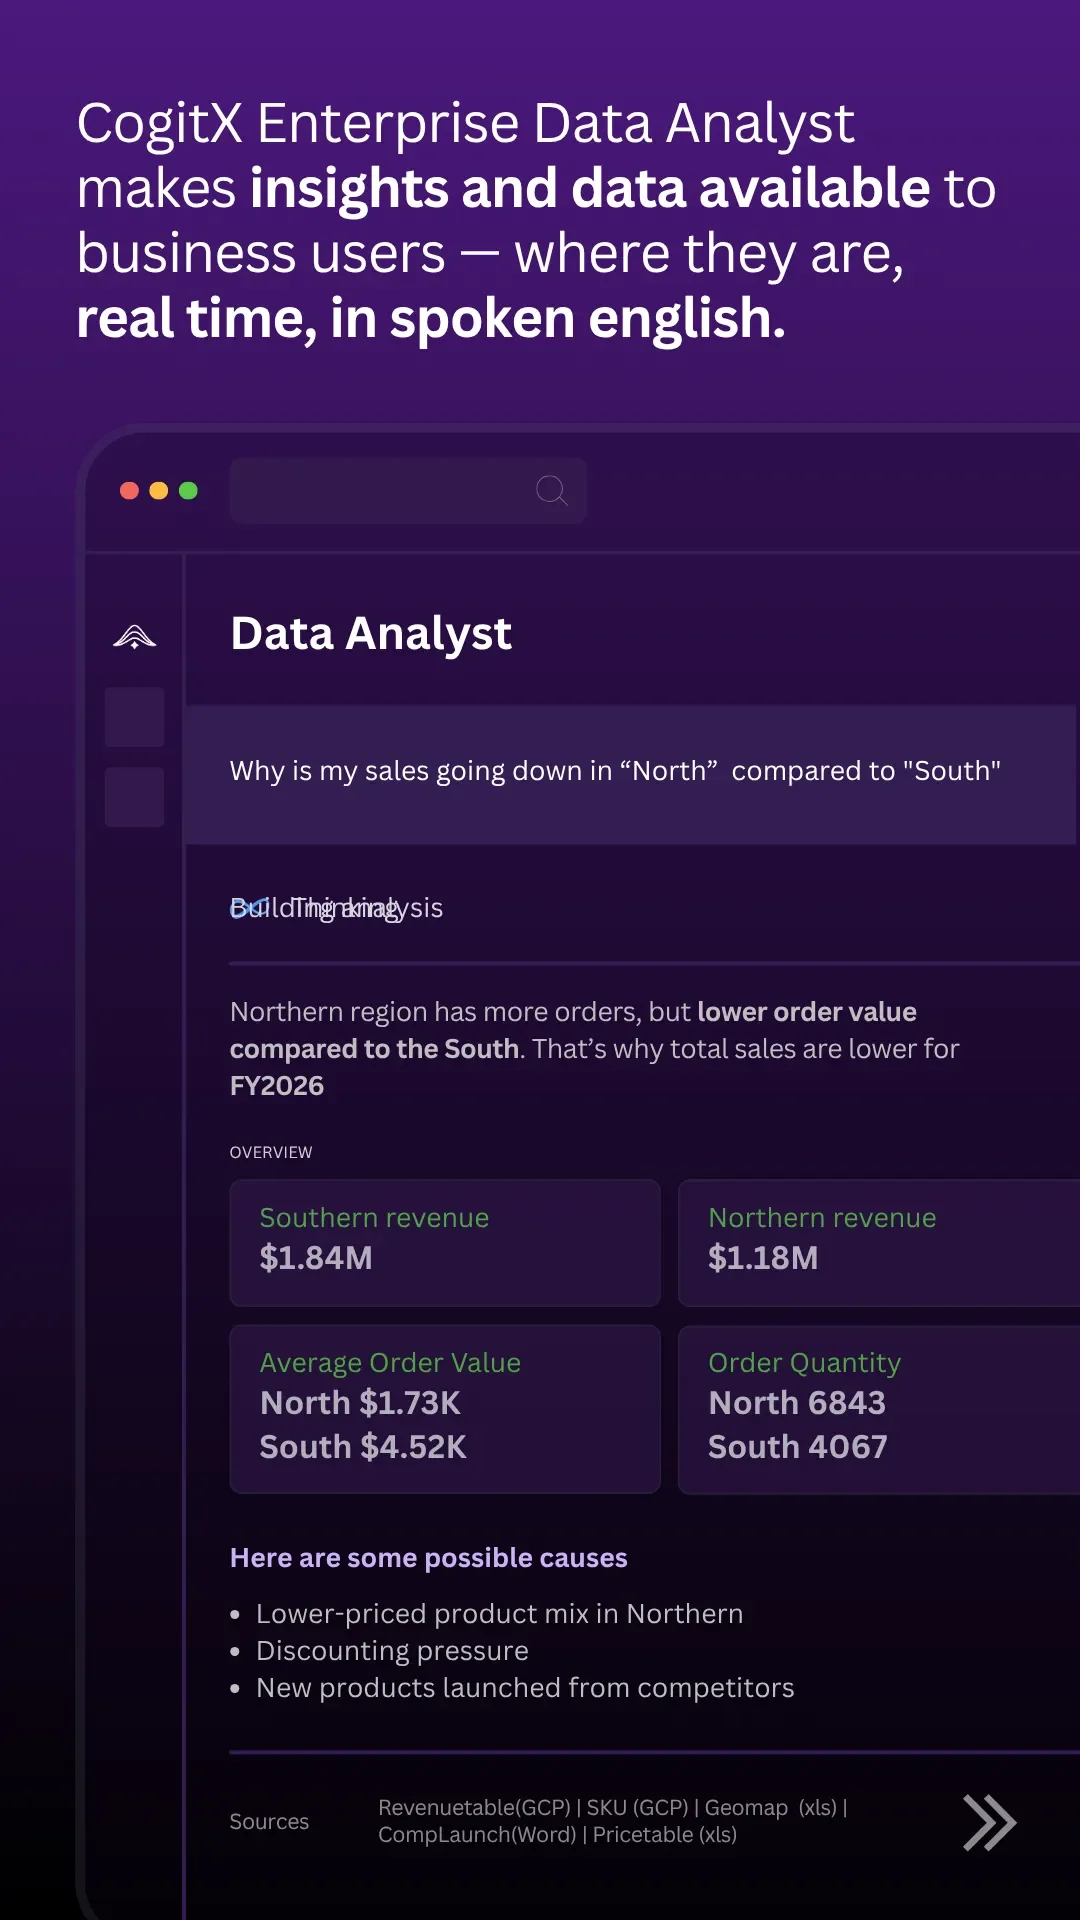 CogitX Enterprise Data Analyst
makes insights and data available to
business users — where they are,
real time, in spoken english.
Data Analyst
Why is my sales going down in “North”  compared to "South"
Building analysis
Thinking
Northern region has more orders, but lower order value
compared to the South. That’s why total sales are lower for
FY2026
OVERVIEW
Southern revenue
$1.84M
Northern revenue
$1.18M
Average Order Value
North $1.73K
South $4.52K
Order Quantity
North 6843
South 4067
Here are some possible causes
• Lower-priced product mix in Northern
• Discounting pressure
• New products launched from competitors
Sources
Revenuetable(GCP) | SKU (GCP) | Geomap  (xls) |
CompLaunch(Word) | Pricetable (xls)